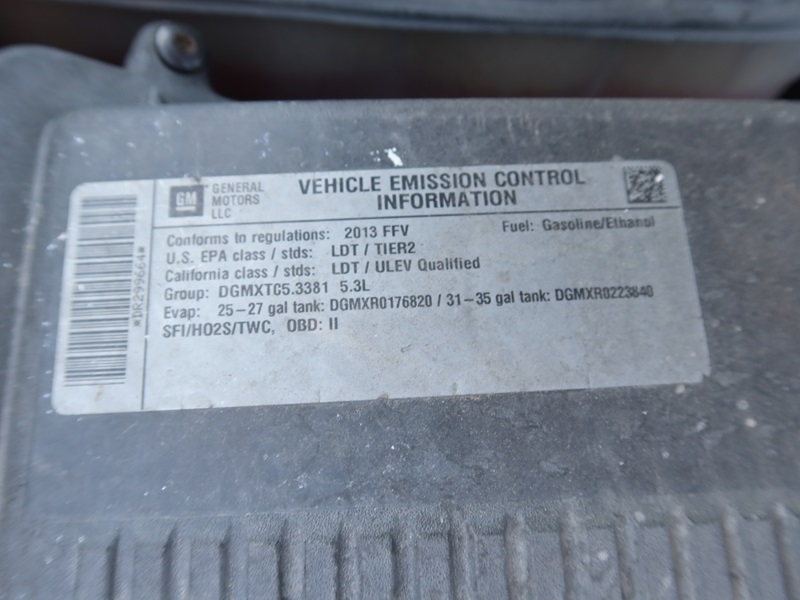 GM
GENERAL
MOTORS
LLC
VEHICLE EMISSION CONTROL
INFORMATION
Conforms to regulations: 2013 FFV
Fuel: Gasoline/Ethanol
U.S. EPA class / stds: LDT / TIER2
California class / stds: LDT / ULEV Qualified
Group: DGMXTC5.3381 5.3L
Evap: 25-27 gal tank: DGMXR0176820 / 31-35 gal tank: DGMXR0223840
SFI/HO2S/TWC, OBD: II
*DR299664*